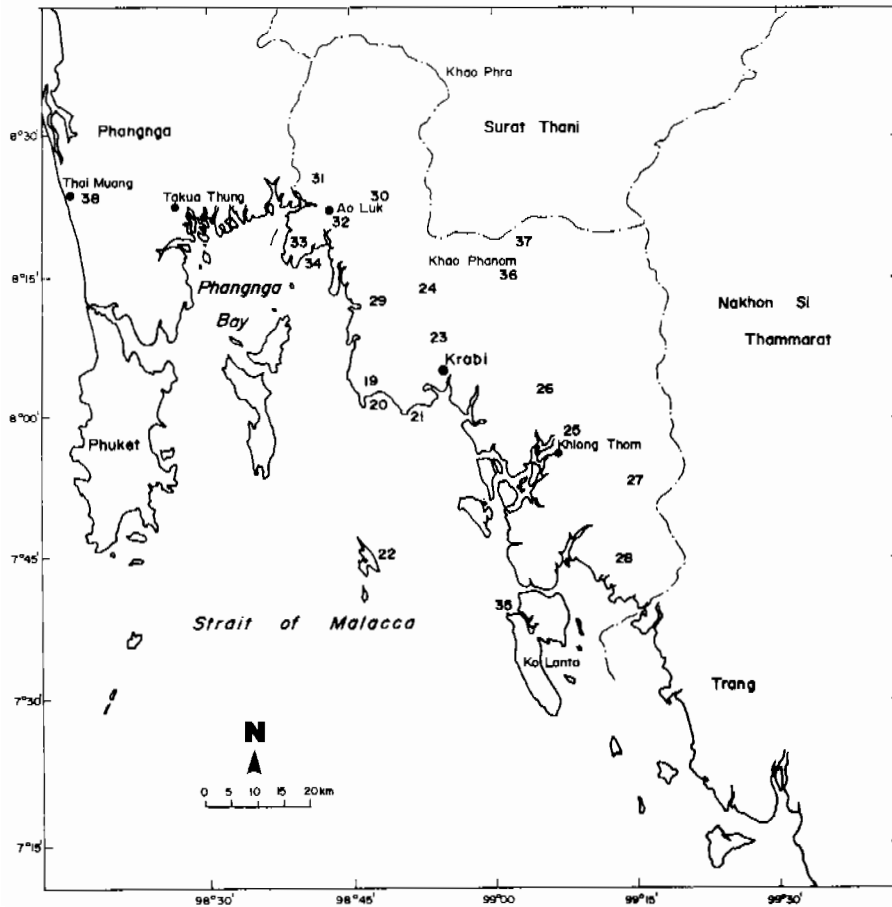 Khao Phra
Surat Thani
8°30'
Phangnga
Thai Muang
38
Takua Thung
31
30
Ao Luk
32
33
34
37
Khao Phanom
36
8°15'
Phangnga
Bay
29
24
Nakhon Si
Thammarat
23
Krabi
19
20
21
26
8°00'
25
Khlong Thom
Phuket
27
7°45'
22
28
35
Strait of Malacca
Ko Lanta
7°30'
Trang
N
0 5 10 15 20km
7°15'
98°30'
98°45'
99°00'
99°15'
99°30'